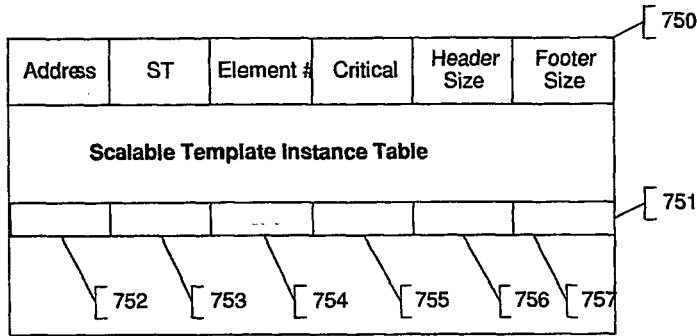 750
Address ST Element # Critical Header Size Footer Size
Scalable Template Instance Table
751
752 753 754 755 756 757